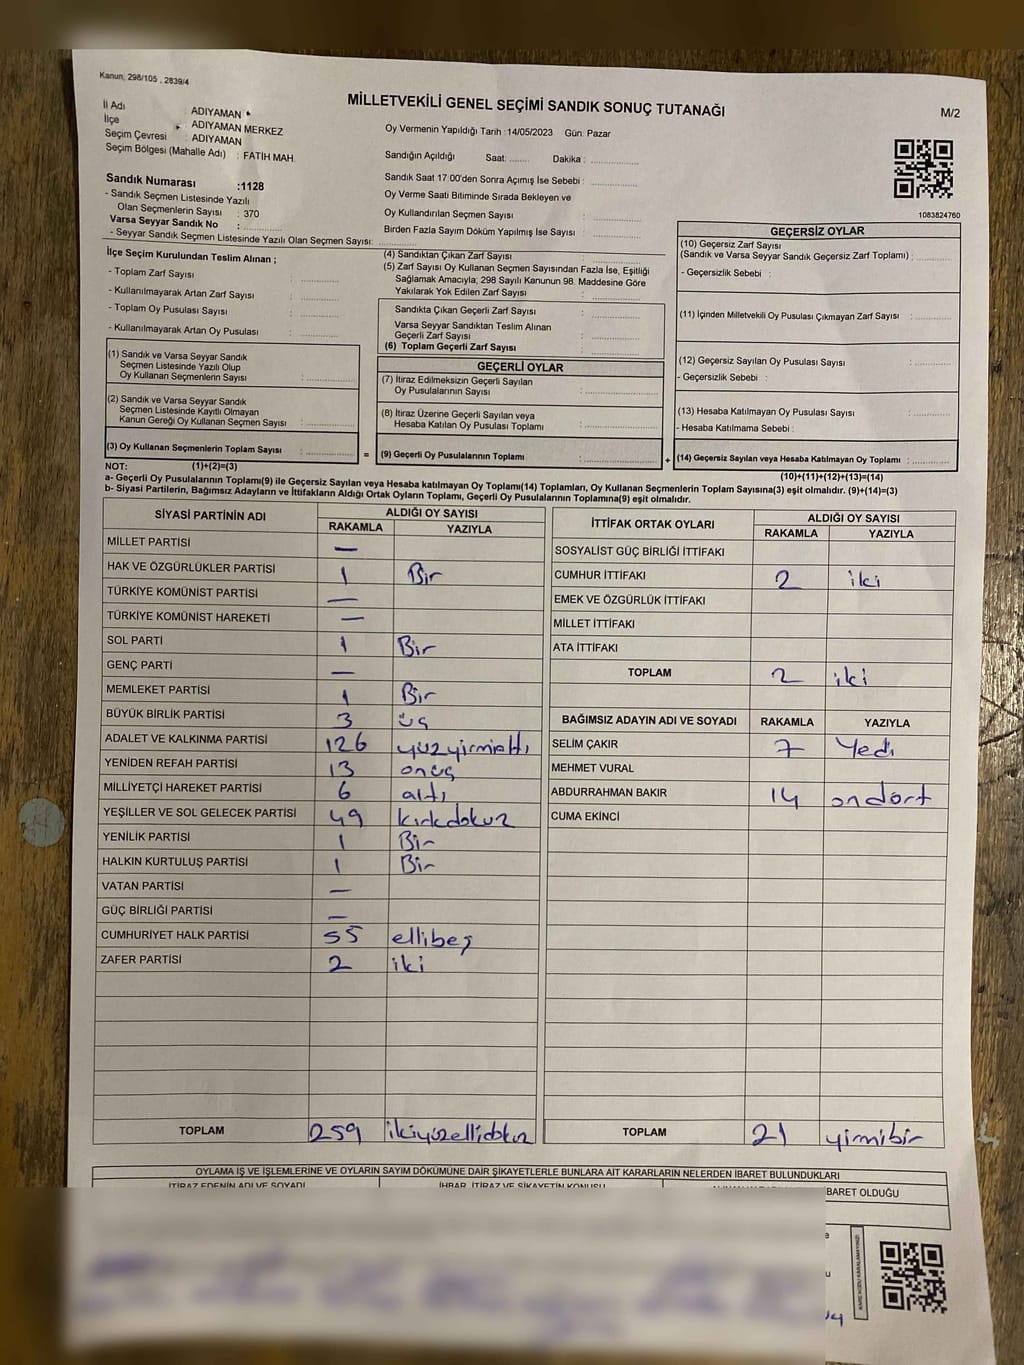 Kanun, 298/105 , 2839/4
MİLLETVEKİLİ GENEL SEÇİMİ SANDIK SONUÇ TUTANAĞI
M/2
İl Adı : ADIYAMAN
İlçe : ADIYAMAN MERKEZ
Seçim Çevresi : ADIYAMAN
Seçim Bölgesi (Mahalle Adı) : FATİH MAH.
Sandık Numarası :1128
- Sandık Seçmen Listesinde Yazılı
Olan Seçmenlerin Sayısı : 370
Varsa Seyyar Sandık No :
- Seyyar Sandık Seçmen Listesinde Yazılı Olan Seçmen Sayısı:
Oy Vermenin Yapıldığı Tarih : 14/05/2023 Gün: Pazar
Sandığın Açıldığı Saat: Dakika :
Sandık Saat 17:00'den Sonra Açımış İse Sebebi :
Oy Verme Saati Bitiminde Sırada Bekleyen ve
Oy Kullandırılan Seçmen Sayısı :
Birden Fazla Sayım Döküm Yapılmış İse Sayısı :
1083824760
İlçe Seçim Kurulundan Teslim Alınan ;
- Toplam Zarf Sayısı :
- Kullanılmayarak Artan Zarf Sayısı :
- Toplam Oy Pusulası Sayısı :
- Kullanılmayarak Artan Oy Pusulası :
(1) Sandık ve Varsa Seyyar Sandık
Seçmen Listesinde Yazılı Olup
Oy Kullanan Seçmenlerin Sayısı :
(2) Sandık ve Varsa Seyyar Sandık
Seçmen Listesinde Kayıtlı Olmayan
Kanun Gereği Oy Kullanan Seçmen Sayısı :
(3) Oy Kullanan Seçmenlerin Toplam Sayısı :
(4) Sandıktan Çıkan Zarf Sayısı :
(5) Zarf Sayısı Oy Kullanan Seçmen Sayısından Fazla İse, Eşitliği
Sağlamak Amacıyla; 298 Sayılı Kanunun 98. Maddesine Göre
Yakılarak Yok Edilen Zarf Sayısı :
Sandıkta Çıkan Geçerli Zarf Sayısı :
Varsa Seyyar Sandıktan Teslim Alınan
Geçerli Zarf Sayısı :
(6) Toplam Geçerli Zarf Sayısı :
GEÇERLİ OYLAR
(7) İtiraz Edilmeksizin Geçerli Sayılan
Oy Pusulalarının Sayısı :
(8) İtiraz Üzerine Geçerli Sayılan veya
Hesaba Katılan Oy Pusulası Toplamı :
= (9) Geçerli Oy Pusulalarının Toplamı :
GEÇERSİZ OYLAR
(10) Geçersiz Zarf Sayısı
(Sandık ve Varsa Seyyar Sandık Geçersiz Zarf Toplamı) :
- Geçersizlik Sebebi :
(11) İçinden Milletvekili Oy Pusulası Çıkmayan Zarf Sayısı :
(12) Geçersiz Sayılan Oy Pusulası Sayısı :
- Geçersizlik Sebebi :
(13) Hesaba Katılmayan Oy Pusulası Sayısı :
- Hesaba Katılmama Sebebi :
+ (14) Geçersiz Sayılan veya Hesaba Katılmayan Oy Toplamı :
NOT: (1)+(2)=(3) (10)+(11)+(12)+(13)=(14)
a- Geçerli Oy Pusulalarının Toplamı(9) ile Geçersiz Sayılan veya Hesaba katılmayan Oy Toplamı(14) Toplamları, Oy Kullanan Seçmenlerin Toplam Sayısına(3) eşit olmalıdır. (9)+(14)=(3)
b- Siyasi Partilerin, Bağımsız Adayların ve İttifakların Aldığı Ortak Oyların Toplamı, Geçerli Oy Pusulalarının Toplamına(9) eşit olmalıdır.
SİYASİ PARTİNİN ADI ALDIĞI OY SAYISI
RAKAMLA YAZIYLA
MİLLET PARTİSİ —
HAK VE ÖZGÜRLÜKLER PARTİSİ 1 Bir
TÜRKİYE KOMÜNİST PARTİSİ —
TÜRKİYE KOMÜNİST HAREKETİ —
SOL PARTİ 1 Bir
GENÇ PARTİ —
MEMLEKET PARTİSİ 1 Bir
BÜYÜK BİRLİK PARTİSİ 3 üç
ADALET VE KALKINMA PARTİSİ 126 yüzyirmialtı
YENİDEN REFAH PARTİSİ 13 onüç
MİLLİYETÇİ HAREKET PARTİSİ 6 altı
YEŞİLLER VE SOL GELECEK PARTİSİ 49 kırkdokuz
YENİLİK PARTİSİ 1 Bir
HALKIN KURTULUŞ PARTİSİ 1 Bir
VATAN PARTİSİ —
GÜÇ BİRLİĞİ PARTİSİ —
CUMHURİYET HALK PARTİSİ 55 ellibeş
ZAFER PARTİSİ 2 iki
TOPLAM 259 ikiyüzellidokuz
İTTİFAK ORTAK OYLARI ALDIĞI OY SAYISI
RAKAMLA YAZIYLA
SOSYALİST GÜÇ BİRLİĞİ İTTİFAKI
CUMHUR İTTİFAKI 2 iki
EMEK VE ÖZGÜRLÜK İTTİFAKI
MİLLET İTTİFAKI
ATA İTTİFAKI
TOPLAM 2 iki
BAĞIMSIZ ADAYIN ADI VE SOYADI RAKAMLA YAZIYLA
SELİM ÇAKIR 7 Yedi
MEHMET VURAL
ABDURRAHMAN BAKIR 14 ondört
CUMA EKİNCİ
TOPLAM 21 yirmibir
OYLAMA İŞ VE İŞLEMLERİNE VE OYLARIN SAYIM DÖKÜMÜNE DAİR ŞİKAYETLERLE BUNLARA AİT KARARLARIN NELERDEN İBARET BULUNDUKLARI
İTİRAZ EDENİN ADI VE SOYADI İHBAR, İTİRAZ VE ŞİKAYETİN KONUSU BARET OLDUĞU